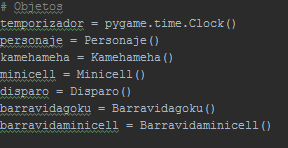 # Objetos
temporizador = pygame.time.Clock()
personaje = Personaje()
kamehameha = Kamehameha()
minicell = Minicell()
disparo = Disparo()
barravidagoku = Barravidagoku()
barravidaminicell = Barravidaminicell()